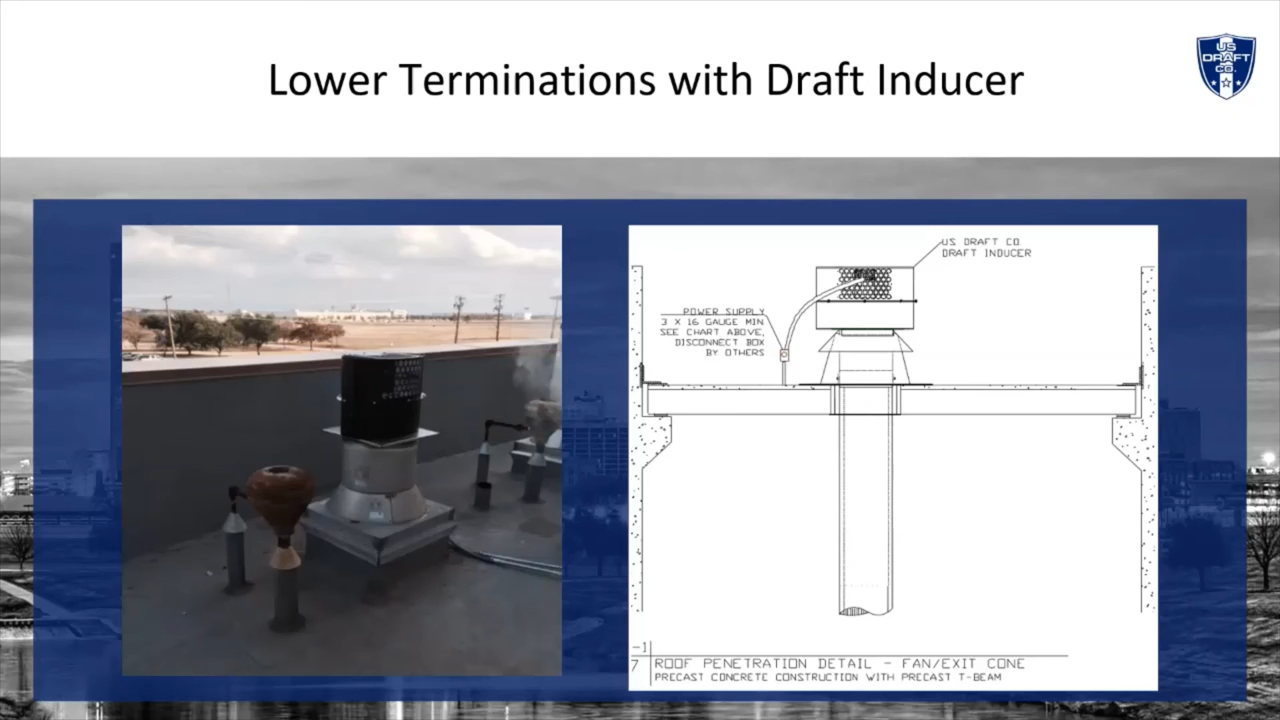 Lower Terminations with Draft Inducer
US
DRAFT
CO.
US DRAFT CO.
DRAFT INDUCER
POWER SUPPLY
3 X 16 GAUGE MIN
SEE CHART ABOVE,
DISCONNECT BOX
BY OTHERS
-1
7 ROOF PENETRATION DETAIL - FAN/EXIT CONE
PRECAST CONCRETE CONSTRUCTION WITH PRECAST T-BEAM